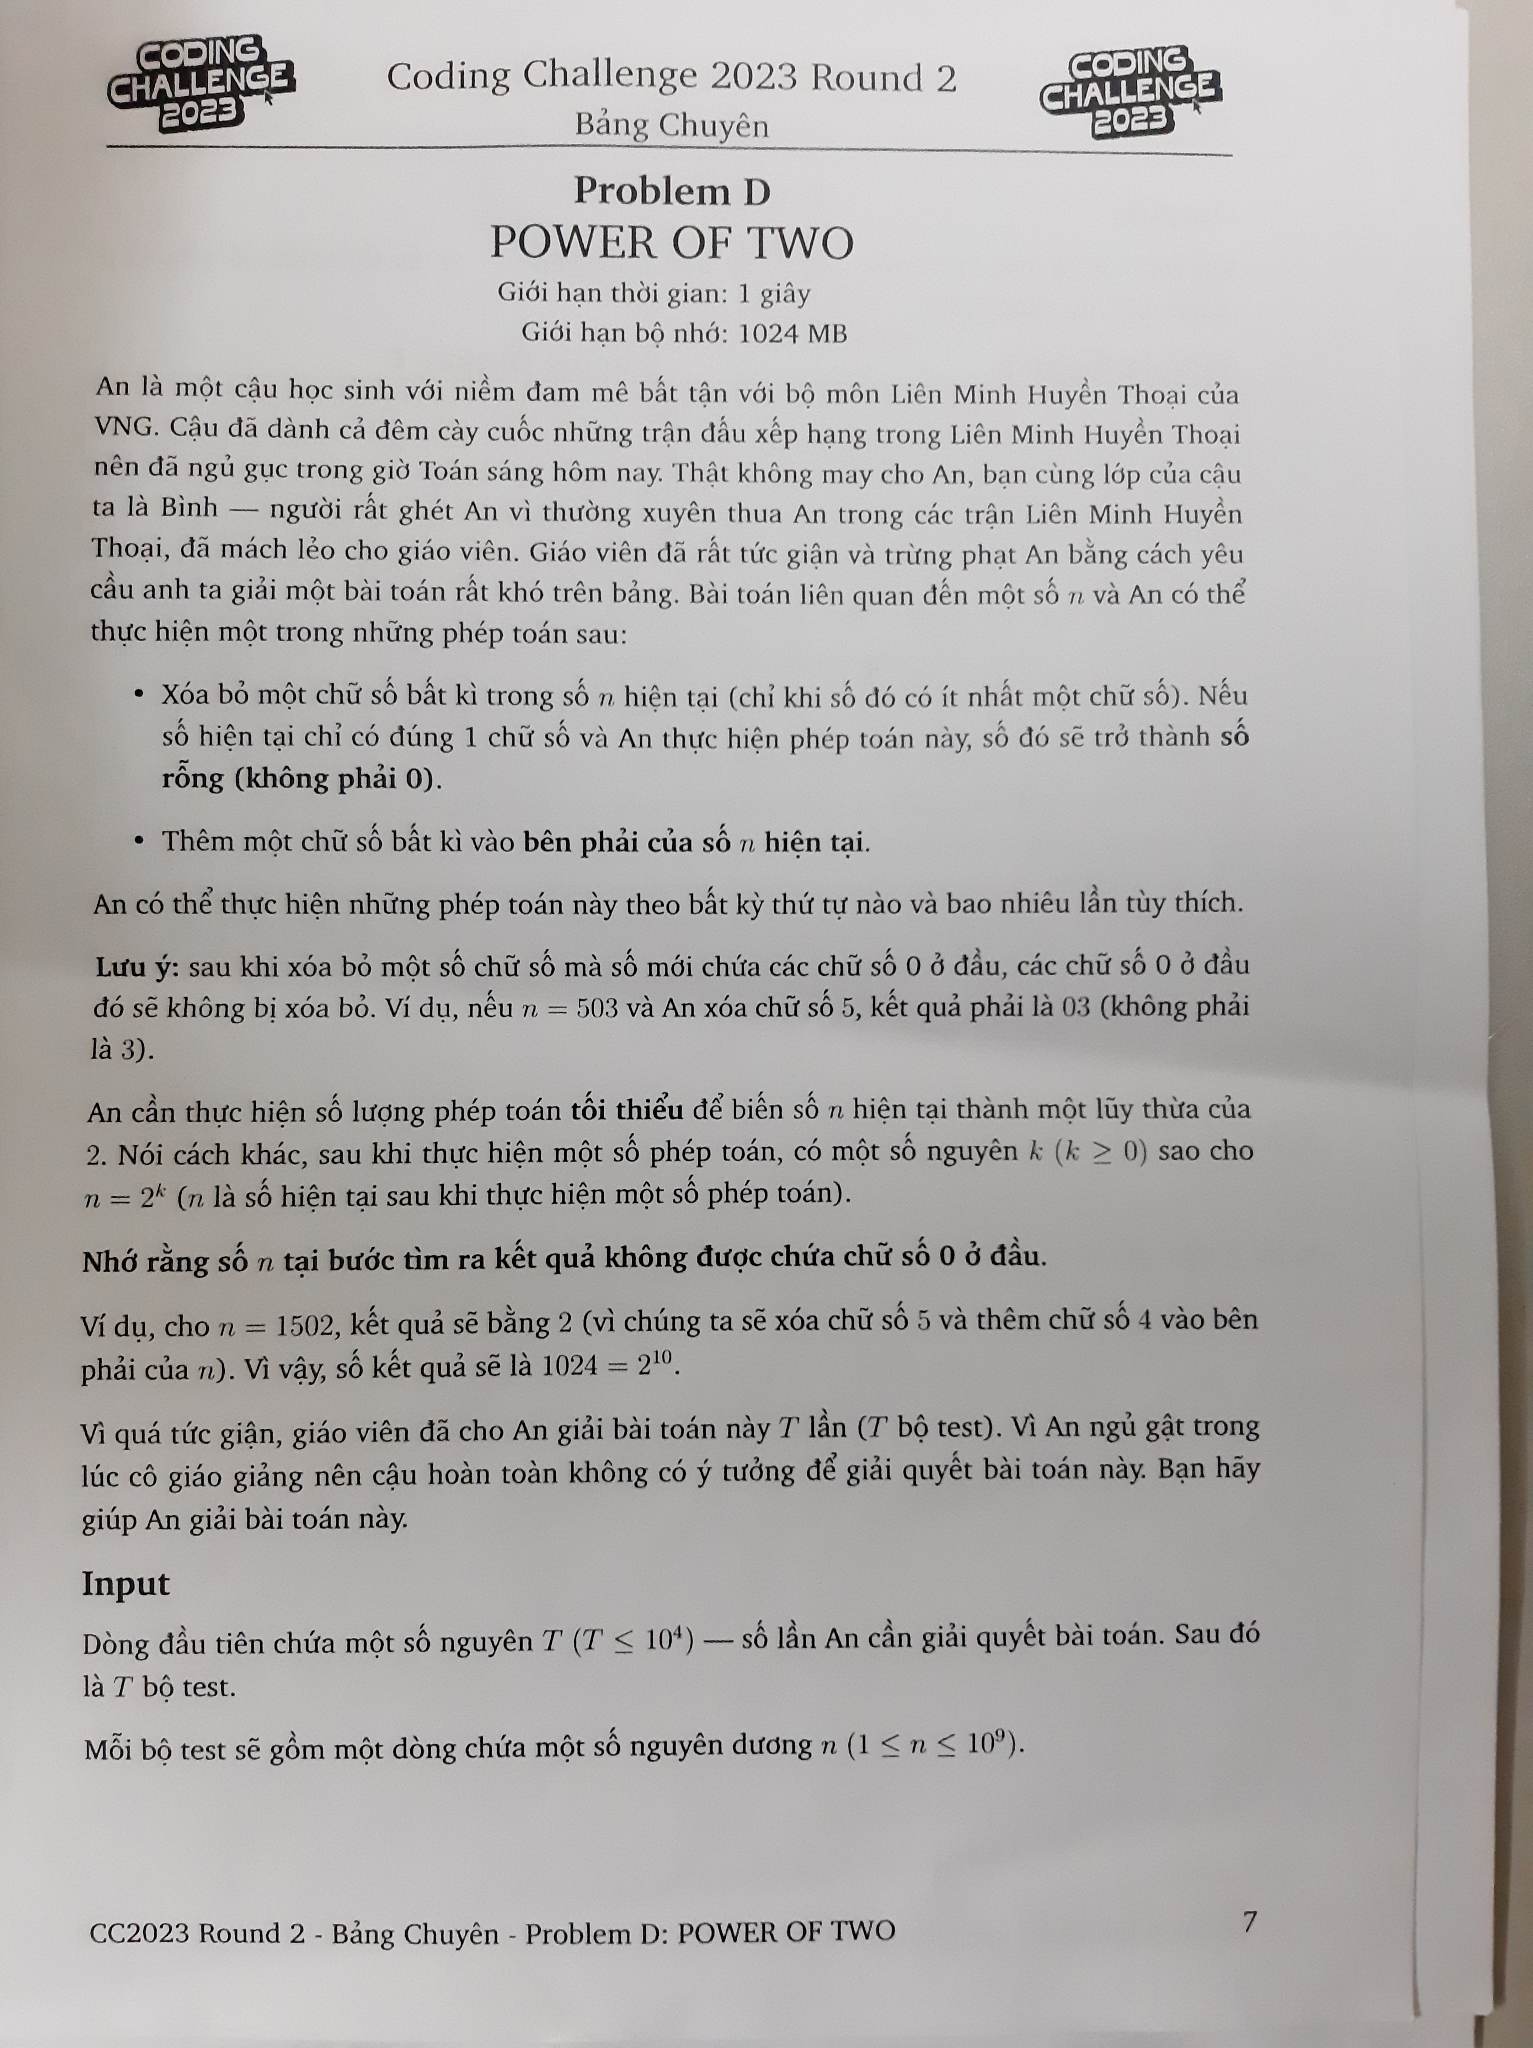 CODING
CHALLENGE
2023
Coding Challenge 2023 Round 2
Bảng Chuyên
CODING
CHALLENGE
2023
Problem D
POWER OF TWO
Giới hạn thời gian: 1 giây
Giới hạn bộ nhớ: 1024 MB
An là một cậu học sinh với niềm đam mê bất tận với bộ môn Liên Minh Huyền Thoại của
VNG. Cậu đã dành cả đêm cày cuốc những trận đấu xếp hạng trong Liên Minh Huyền Thoại
nên đã ngủ gục trong giờ Toán sáng hôm nay. Thật không may cho An, bạn cùng lớp của cậu
ta là Bình — người rất ghét An vì thường xuyên thua An trong các trận Liên Minh Huyền
Thoại, đã mách lẻo cho giáo viên. Giáo viên đã rất tức giận và trừng phạt An bằng cách yêu
cầu anh ta giải một bài toán rất khó trên bảng. Bài toán liên quan đến một số n và An có thể
thực hiện một trong những phép toán sau:
• Xóa bỏ một chữ số bất kì trong số n hiện tại (chỉ khi số đó có ít nhất một chữ số). Nếu
số hiện tại chỉ có đúng 1 chữ số và An thực hiện phép toán này, số đó sẽ trở thành số
rỗng (không phải 0).
• Thêm một chữ số bất kì vào bên phải của số n hiện tại.
An có thể thực hiện những phép toán này theo bất kỳ thứ tự nào và bao nhiêu lần tùy thích.
Lưu ý: sau khi xóa bỏ một số chữ số mà số mới chứa các chữ số 0 ở đầu, các chữ số 0 ở đầu
đó sẽ không bị xóa bỏ. Ví dụ, nếu n = 503 và An xóa chữ số 5, kết quả phải là 03 (không phải
là 3).
An cần thực hiện số lượng phép toán tối thiểu để biến số n hiện tại thành một lũy thừa của
2. Nói cách khác, sau khi thực hiện một số phép toán, có một số nguyên k (k ≥ 0) sao cho
n = 2ᵏ (n là số hiện tại sau khi thực hiện một số phép toán).
Nhớ rằng số n tại bước tìm ra kết quả không được chứa chữ số 0 ở đầu.
Ví dụ, cho n = 1502, kết quả sẽ bằng 2 (vì chúng ta sẽ xóa chữ số 5 và thêm chữ số 4 vào bên
phải của n). Vì vậy, số kết quả sẽ là 1024 = 2¹⁰.
Vì quá tức giận, giáo viên đã cho An giải bài toán này T lần (T bộ test). Vì An ngủ gật trong
lúc cô giáo giảng nên cậu hoàn toàn không có ý tưởng để giải quyết bài toán này. Bạn hãy
giúp An giải bài toán này.
Input
Dòng đầu tiên chứa một số nguyên T (T ≤ 10⁴) — số lần An cần giải quyết bài toán. Sau đó
là T bộ test.
Mỗi bộ test sẽ gồm một dòng chứa một số nguyên dương n (1 ≤ n ≤ 10⁹).
CC2023 Round 2 - Bảng Chuyên - Problem D: POWER OF TWO
7